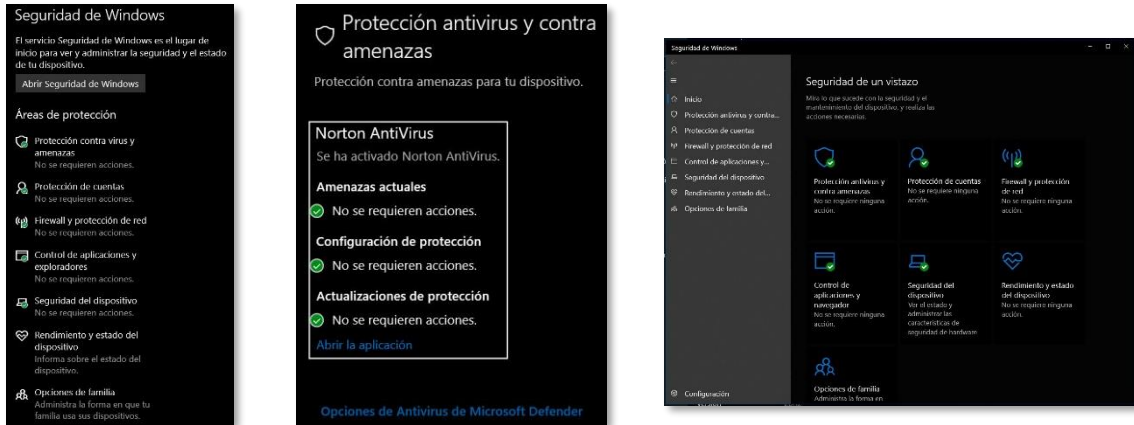 Seguridad de Windows
El servicio Seguridad de Windows es el lugar de
inicio para ver y administrar la seguridad y el estado
de tu dispositivo.
Abrir Seguridad de Windows
Áreas de protección
Protección contra virus y
amenazas
No se requieren acciones.
Protección de cuentas
No se requieren acciones.
Firewall y protección de red
No se requieren acciones.
Control de aplicaciones y
exploradores
No se requieren acciones.
Seguridad del dispositivo
No se requieren acciones.
Rendimiento y estado del
dispositivo
Informa sobre el estado del
dispositivo.
Opciones de familia
Administra la forma en que tu
familia usa sus dispositivos.
Protección antivirus y contra
amenazas
Protección contra amenazas para tu dispositivo.
Norton AntiVirus
Se ha activado Norton AntiVirus.
Amenazas actuales
No se requieren acciones.
Configuración de protección
No se requieren acciones.
Actualizaciones de protección
No se requieren acciones.
Abrir la aplicación
Opciones de Antivirus de Microsoft Defender
Seguridad de Windows
Inicio
Protección antivirus y contra...
Protección de cuentas
Firewall y protección de red
Control de aplicaciones y...
Seguridad del dispositivo
Rendimiento y estado del...
Opciones de familia
Configuración
Seguridad de un vistazo
Mira lo que sucede con la seguridad y el
mantenimiento del dispositivo, y realiza las
acciones necesarias.
Protección antivirus y
contra amenazas
No se requiere ninguna
acción.
Protección de cuentas
No se requiere ninguna
acción.
Firewall y protección
de red
No se requiere ninguna
acción.
Control de
aplicaciones y
navegador
No se requiere ninguna
acción.
Seguridad del
dispositivo
Ver el estado y
administrar las
características de
seguridad de hardware
Rendimiento y estado
del dispositivo
No se requiere ninguna
acción.
Opciones de familia
Administra la forma en